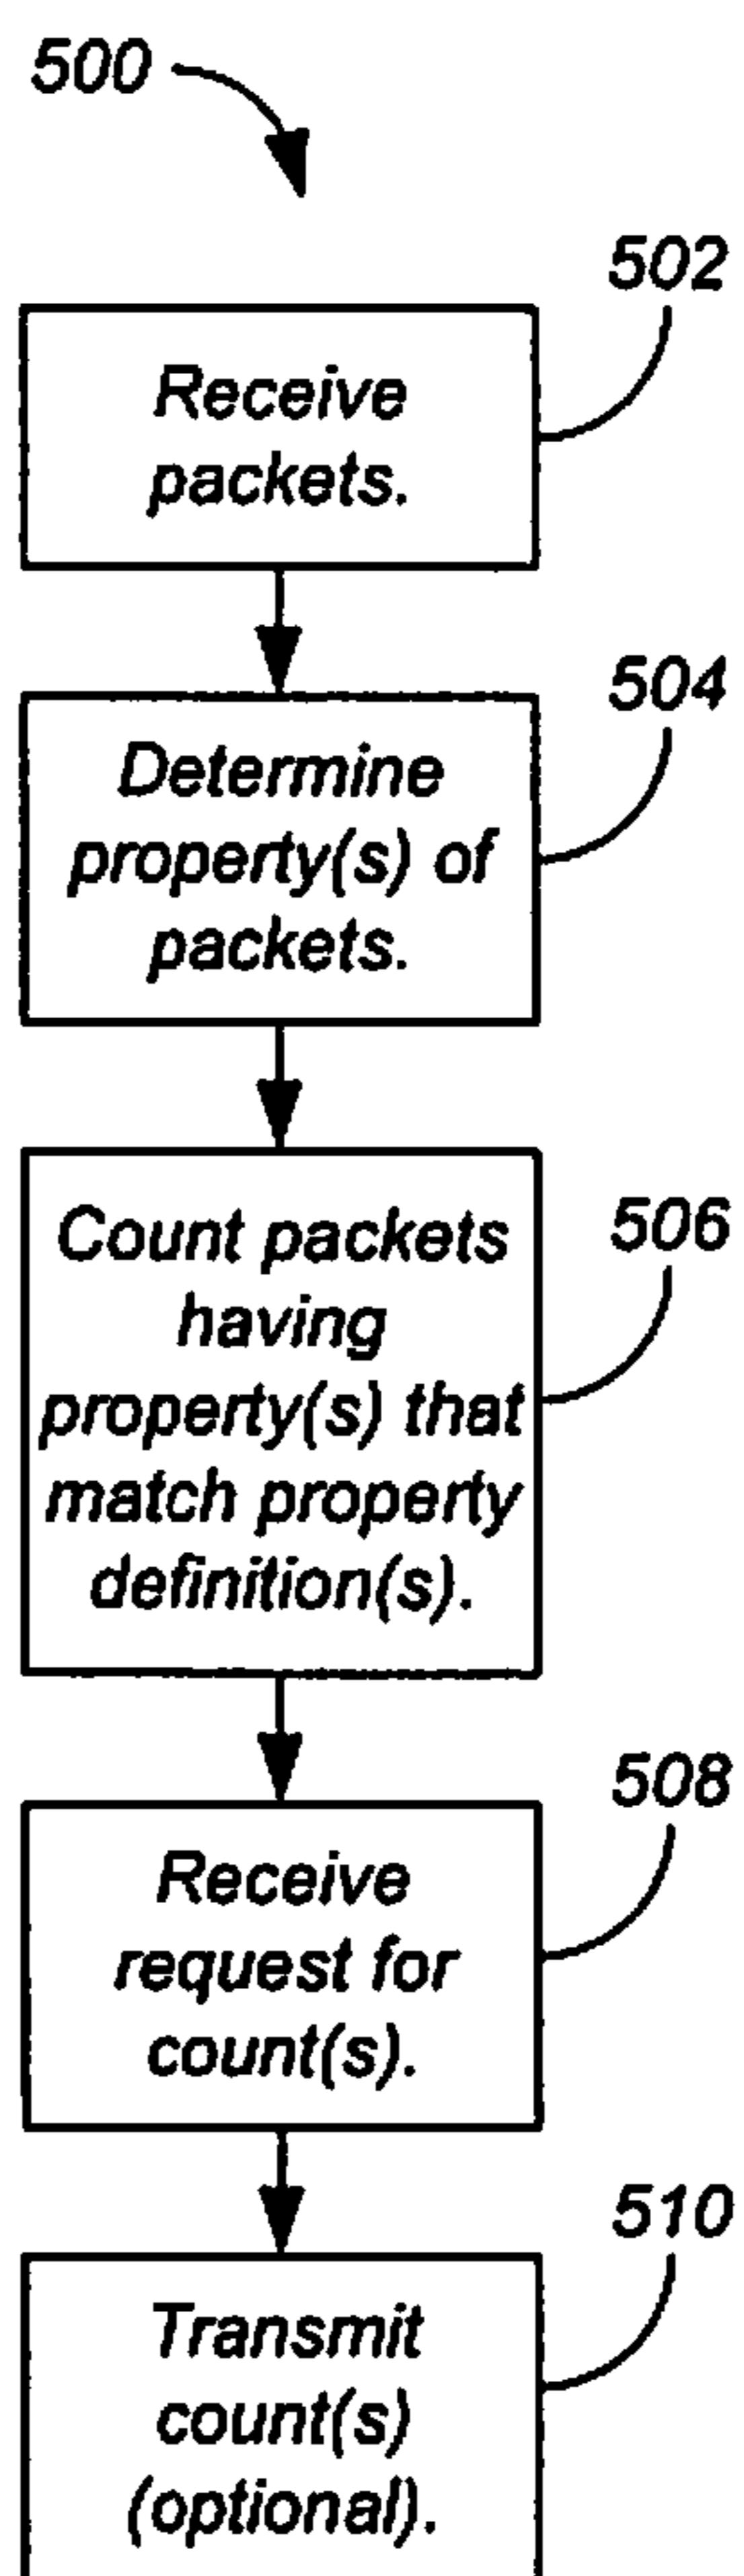 500
502
Receive
packets.
504
Determine
property(s) of
packets.
506
Count packets
having
property(s) that
match property
definition(s).
508
Receive
request for
count(s).
510
Transmit
count(s)
(optional).